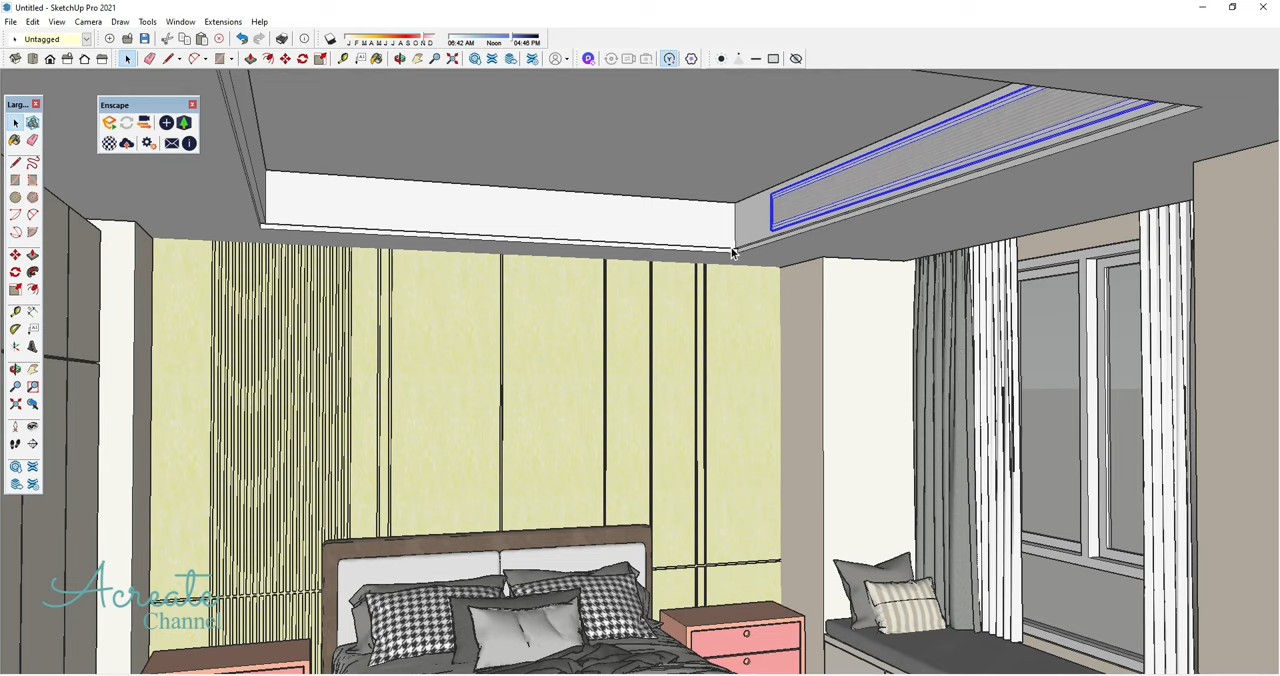 Untitled - SketchUp Pro 2021
File Edit View Camera Draw Tools Window Extensions Help
Untagged
J F M A M J J A S O N D
06:42 AM Noon 04:46 PM
Larg...
Enscape
Acreato
Channel